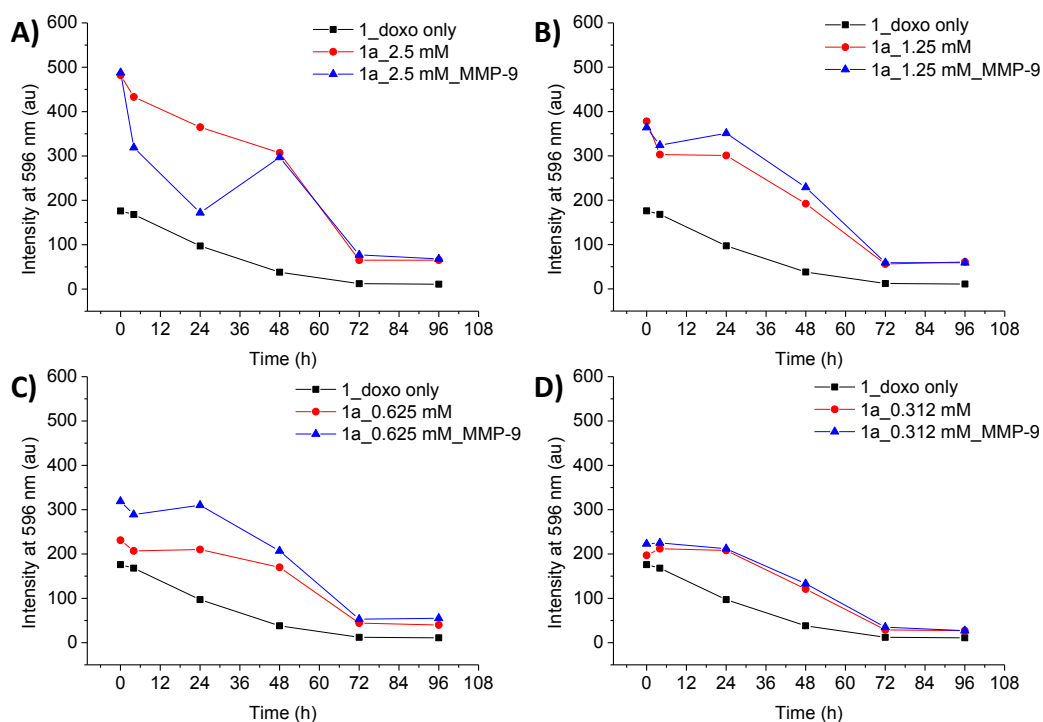 A)
1_doxo only
1a_2.5 mM
1a_2.5 mM_MMP-9
Intensity at 596 nm (au)
600
500
400
300
200
100
0
0 12 24 36 48 60 72 84 96 108
Time (h)
B)
1_doxo only
1a_1.25 mM
1a_1.25 mM_MMP-9
Intensity at 596 nm (au)
600
500
400
300
200
100
0
0 12 24 36 48 60 72 84 96 108
Time (h)
C)
1_doxo only
1a_0.625 mM
1a_0.625 mM_MMP-9
Intensity at 596 nm (au)
600
500
400
300
200
100
0
0 12 24 36 48 60 72 84 96 108
Time (h)
D)
1_doxo only
1a_0.312 mM
1a_0.312 mM_MMP-9
Intensity at 596 nm (au)
600
500
400
300
200
100
0
0 12 24 36 48 60 72 84 96 108
Time (h)